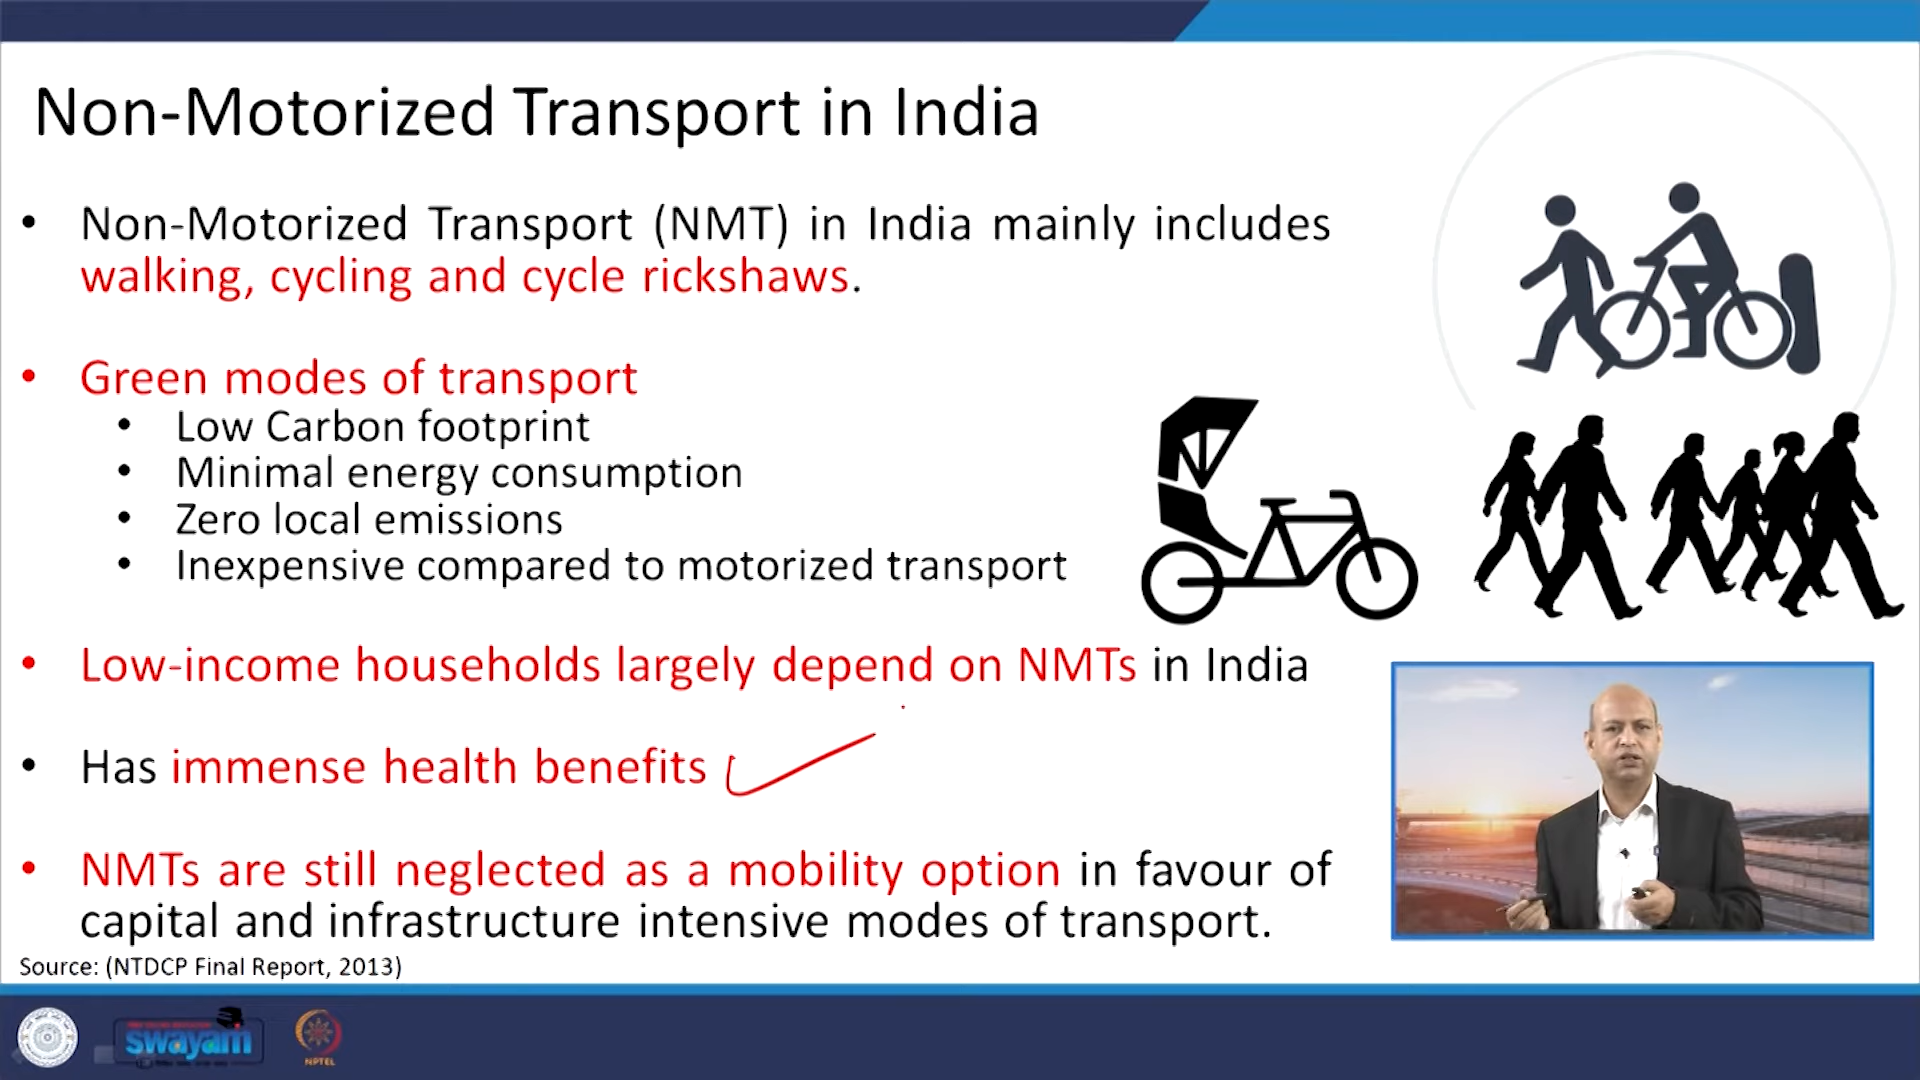 Non-Motorized Transport in India
• Non-Motorized Transport (NMT) in India mainly includes
walking, cycling and cycle rickshaws.
• Green modes of transport
• Low Carbon footprint
• Minimal energy consumption
• Zero local emissions
• Inexpensive compared to motorized transport
• Low-income households largely depend on NMTs in India
• Has immense health benefits
• NMTs are still neglected as a mobility option in favour of
capital and infrastructure intensive modes of transport.
Source: (NTDCP Final Report, 2013)
swayam
NPTEL